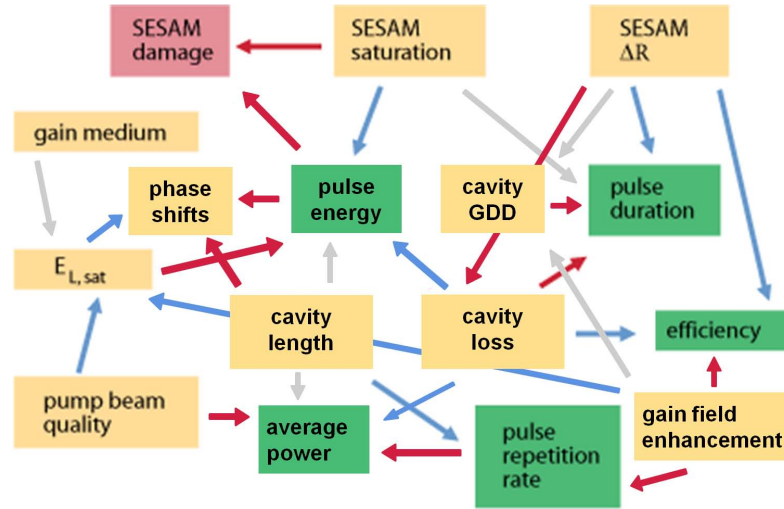 SESAM
damage
SESAM
saturation
SESAM
ΔR
gain medium
phase
shifts
pulse
energy
cavity
GDD
pulse
duration
E L, sat
cavity
length
cavity
loss
efficiency
pump beam
quality
average
power
pulse
repetition
rate
gain field
enhancement